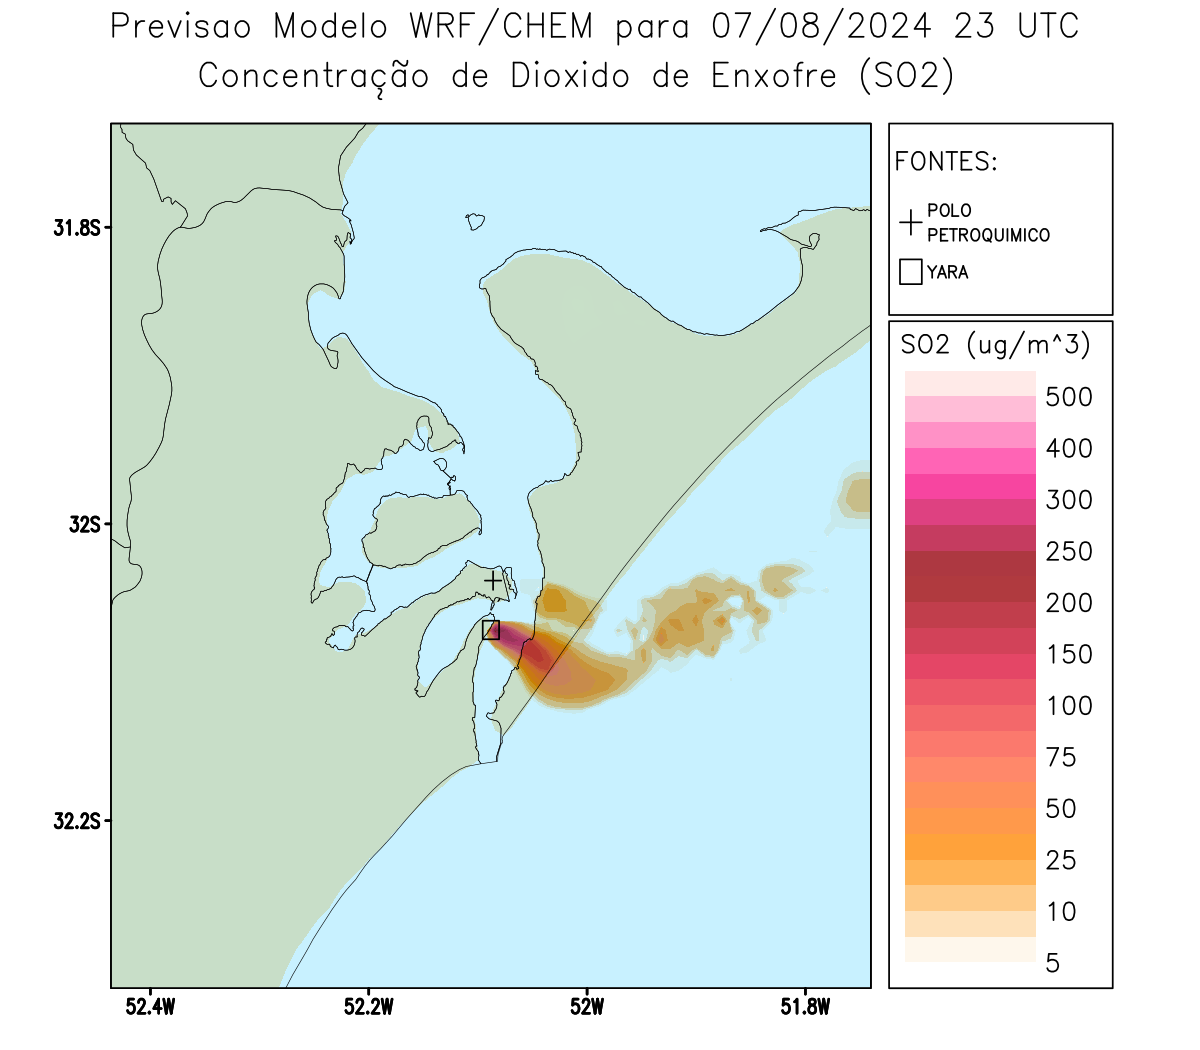 Previsao Modelo WRF/CHEM para 07/08/2024 23 UTC
Concentração de Dioxido de Enxofre (SO2)
FONTES:
POLO
PETROQUIMICO
YARA
31.8S
32S
32.2S
52.4W
52.2W
52W
51.8W
SO2 (ug/m^3)
500
400
300
250
200
150
100
75
50
25
10
5